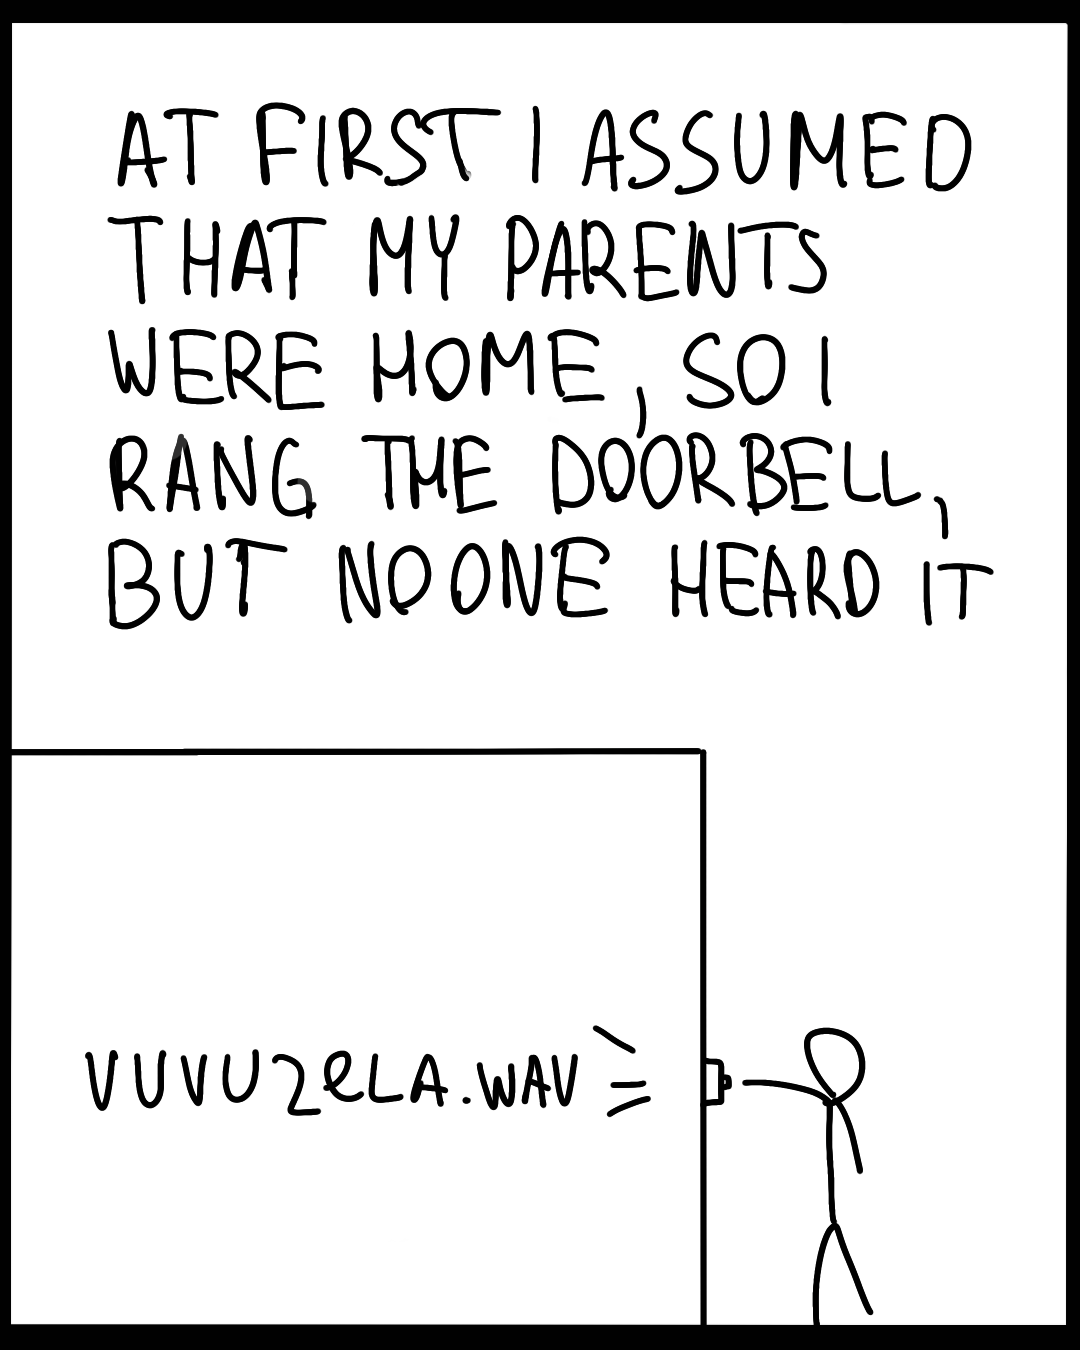 AT FIRST I ASSUMED
THAT MY PARENTS
WERE HOME, SO I
RANG THE DOORBELL,
BUT NOONE HEARD IT
VUVUZeLA.WAV